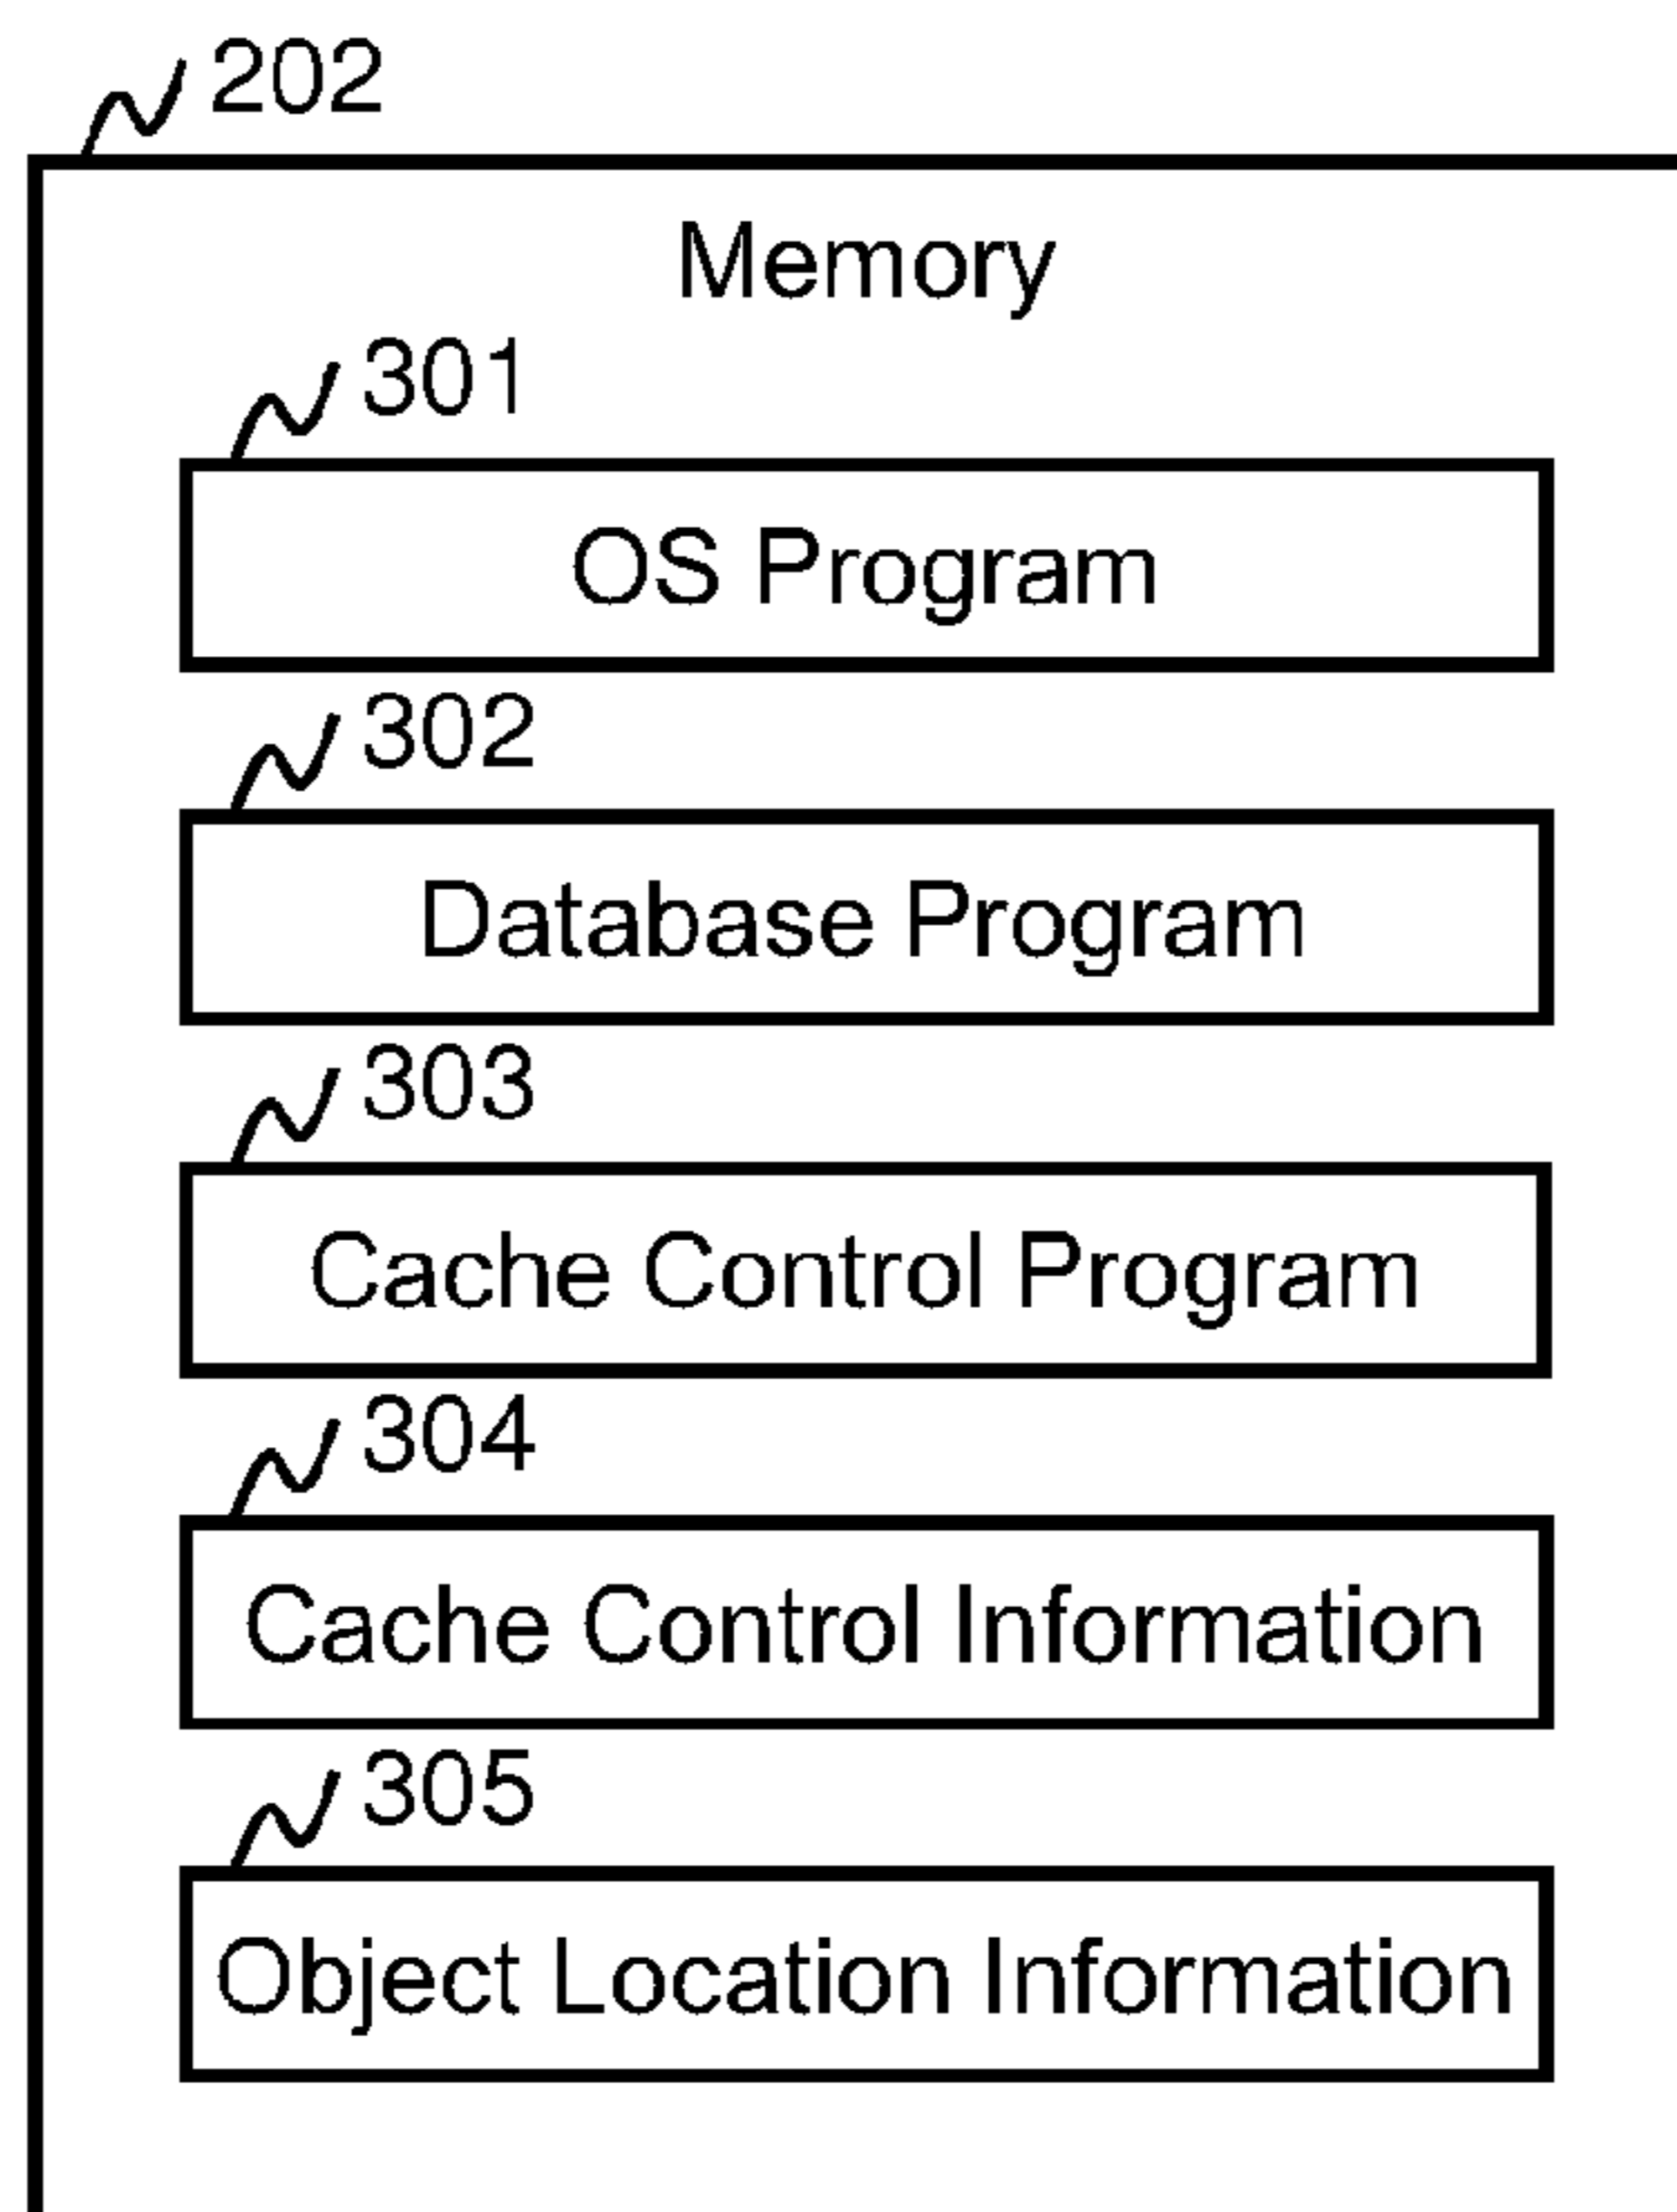 202
Memory
301
OS Program
302
Database Program
303
Cache Control Program
304
Cache Control Information
305
Object Location Information